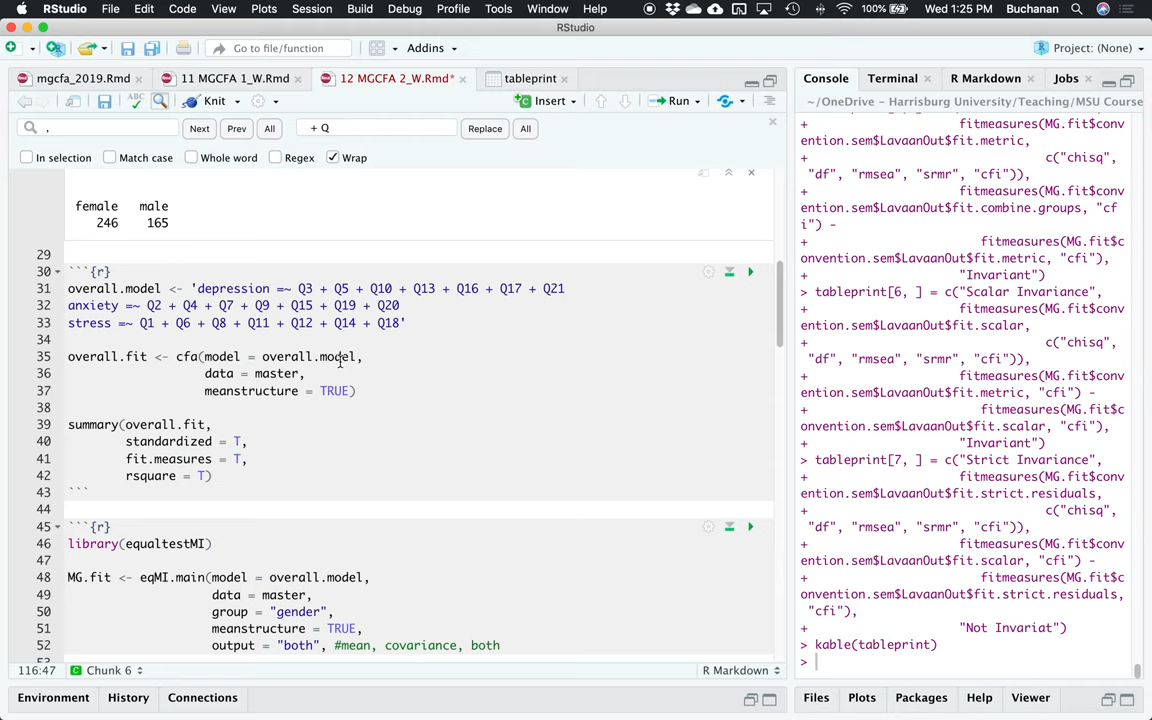 RStudio File Edit Code View Plots Session Build Debug Profile Tools Window Help 100% Wed 1:25 PM Buchanan
RStudio
Go to file/function Addins Project: (None)
mgcfa_2019.Rmd 11 MGCFA 1_W.Rmd 12 MGCFA 2_W.Rmd* tableprint
ABC Knit Insert Run
, Next Prev All + Q Replace All
In selection Match case Whole word Regex Wrap
female male
246 165
29
30 ```{r}
31 overall.model <- 'depression =~ Q3 + Q5 + Q10 + Q13 + Q16 + Q17 + Q21
32 anxiety =~ Q2 + Q4 + Q7 + Q9 + Q15 + Q19 + Q20
33 stress =~ Q1 + Q6 + Q8 + Q11 + Q12 + Q14 + Q18'
34
35 overall.fit <- cfa(model = overall.model,
36 data = master,
37 meanstructure = TRUE)
38
39 summary(overall.fit,
40 standardized = T,
41 fit.measures = T,
42 rsquare = T)
43 ```
44
45 ```{r}
46 library(equaltestMI)
47
48 MG.fit <- eqMI.main(model = overall.model,
49 data = master,
50 group = "gender",
51 meanstructure = TRUE,
52 output = "both", #mean, covariance, both
116:47 Chunk 6 R Markdown
Environment History Connections
Console Terminal R Markdown Jobs
~/OneDrive - Harrisburg University/Teaching/MSU Course
+ fitmeasures(MG.fit$conv
ention.sem$LavaanOut$fit.metric,
+ c("chisq",
"df", "rmsea", "srmr", "cfi")),
+ fitmeasures(MG.fit$conv
ention.sem$LavaanOut$fit.combine.groups, "cf
i") -
+ fitmeasures(MG.fit$c
onvention.sem$LavaanOut$fit.metric, "cfi"),
+ "Invariant")
> tableprint[6, ] = c("Scalar Invariance",
+ fitmeasures(MG.fit$c
onvention.sem$LavaanOut$fit.scalar,
+ c("chisq",
"df", "rmsea", "srmr", "cfi")),
+ fitmeasures(MG.fit$c
onvention.sem$LavaanOut$fit.metric, "cfi") -
+ fitmeasures(MG.fit$c
onvention.sem$LavaanOut$fit.scalar, "cfi"),
+ "Invariant")
> tableprint[7, ] = c("Strict Invariance",
+ fitmeasures(MG.fit$c
onvention.sem$LavaanOut$fit.strict.residuals,
+ c("chisq",
"df", "rmsea", "srmr", "cfi")),
+ fitmeasures(MG.fit$c
onvention.sem$LavaanOut$fit.scalar, "cfi") -
+ fitmeasures(MG.fit$c
onvention.sem$LavaanOut$fit.strict.residuals,
"cfi"),
+ "Not Invariat")
> kable(tableprint)
>
Files Plots Packages Help Viewer